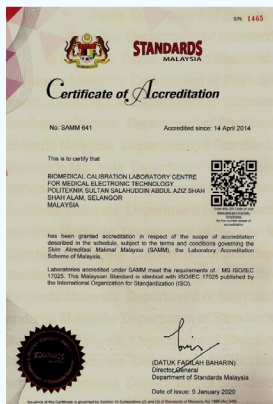 S/N. 1465
STANDARDS
MALAYSIA
Certificate of Accreditation
No: SAMM 641
Accredited since: 14 April 2014
This is to certify that
BIOMEDICAL CALIBRATION LABORATORY CENTRE
FOR MEDICAL ELECTRONIC TECHNOLOGY
POLITEKNIK SULTAN SALAHUDDIN ABDUL AZIZ SHAH
SHAH ALAM, SELANGOR
MALAYSIA
has been granted accreditation in respect of the scope of accreditation
described in the schedule, subject to the terms and conditions governing the
Skim Akreditasi Makmal Malaysia (SAMM), the Laboratory Accreditation
Scheme of Malaysia.
Laboratories accredited under SAMM meet the requirements of MS ISO/IEC
17025. This Malaysian Standard is identical with ISO/IEC 17025 published by
the International Organization for Standardization (ISO).
(DATUK FADILAH BAHARIN)
Director General
Department of Standards Malaysia
Date of issue: 9 January 2020